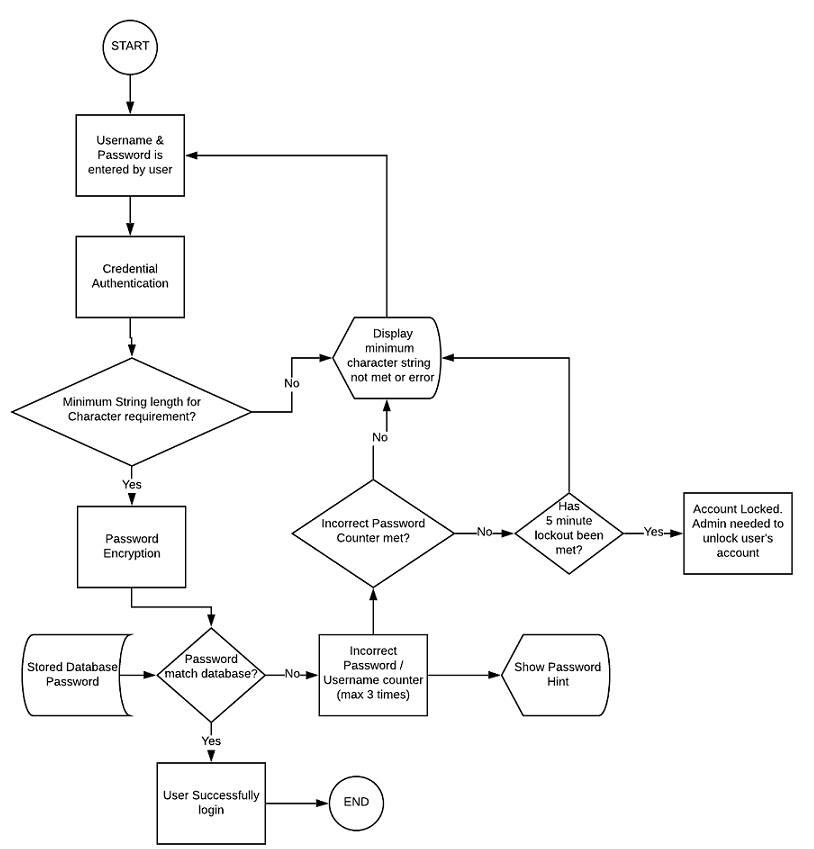 START
Username &
Password is
entered by user
Credential
Authentication
Display
minimum
character string
not met or error
No
Minimum String length for
Character requirement?
Yes
No
Password
Encryption
Incorrect Password
Counter met?
No
Has
5 minute
lockout been
met?
Yes
Account Locked.
Admin needed to
unlock user's
account
Stored Database
Password
Password
match database?
No
Incorrect
Password /
Username counter
(max 3 times)
Show Password
Hint
Yes
User Successfully
login
END